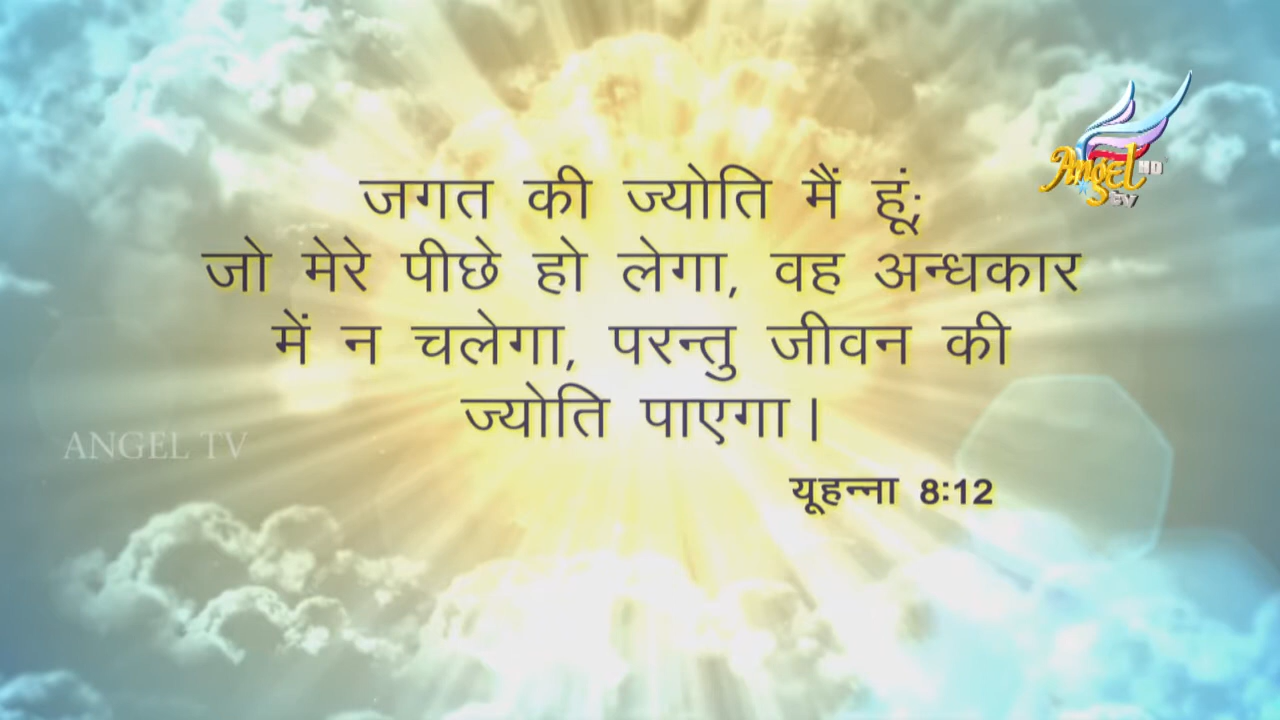 जगत की ज्योति मैं हूं;
जो मेरे पीछे हो लेगा, वह अन्धकार
में न चलेगा, परन्तु जीवन की
ज्योति पाएगा।
यूहन्ना 8:12
ANGEL TV
Angel HD
TV